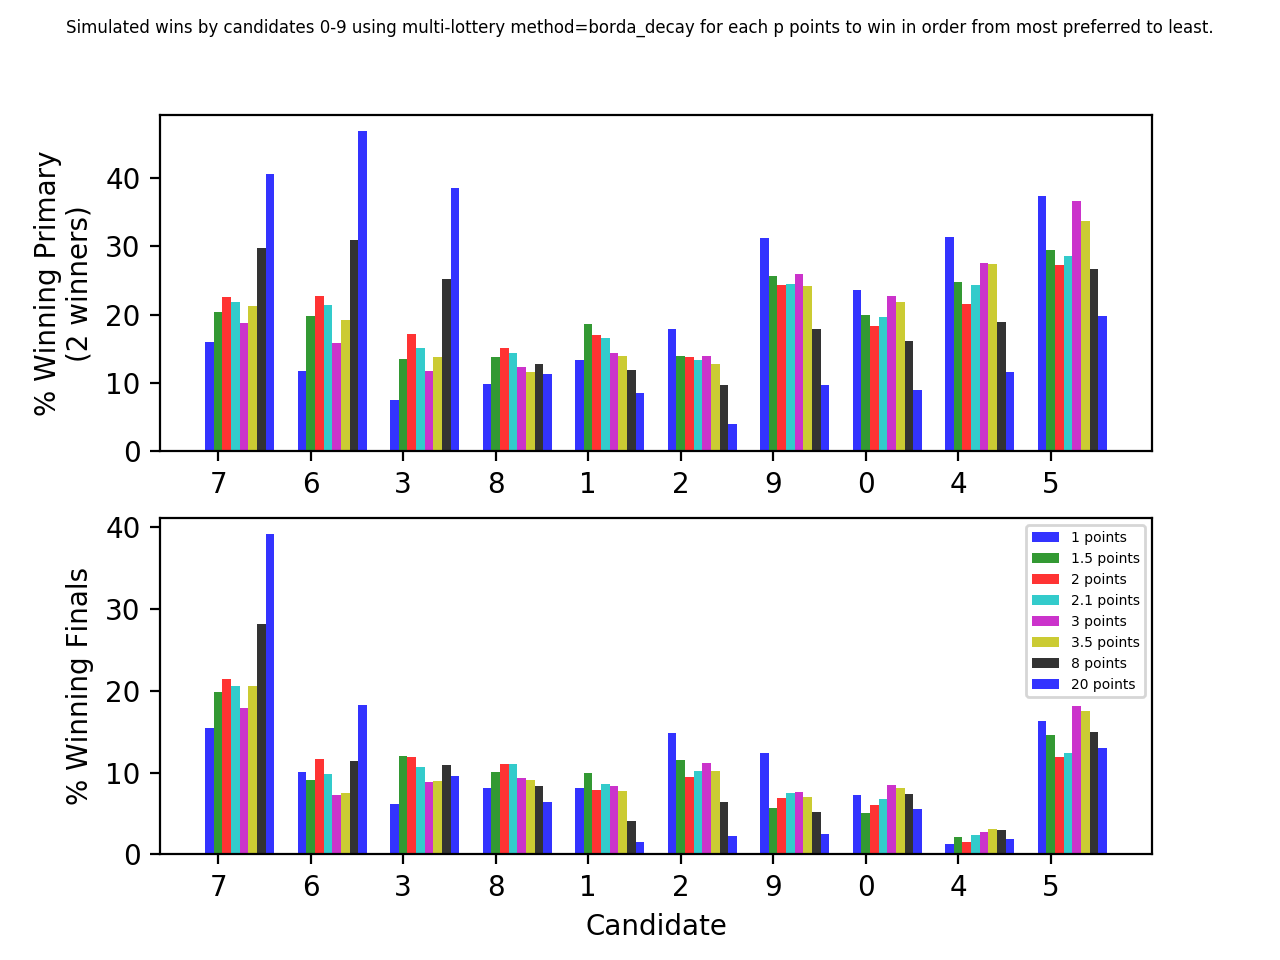 Simulated wins by candidates 0-9 using multi-lottery method=borda_decay for each p points to win in order from most preferred to least.
% Winning Primary
(2 winners)
40
30
20
10
0
7 6 3 8 1 2 9 0 4 5
% Winning Finals
40
30
20
10
0
1 points
1.5 points
2 points
2.1 points
3 points
3.5 points
8 points
20 points
7 6 3 8 1 2 9 0 4 5
Candidate